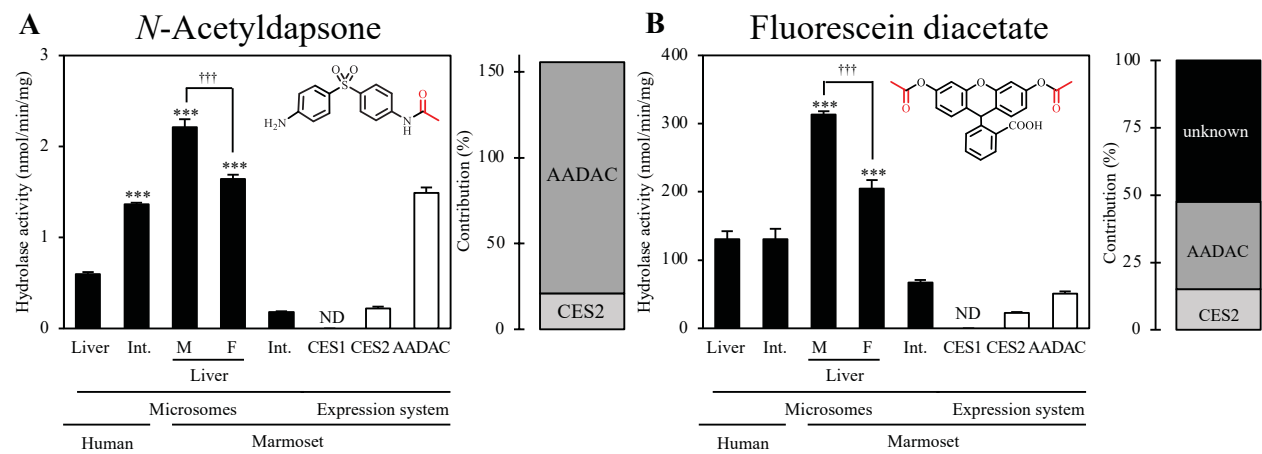 A
N-Acetyldapsone
Hydrolase activity (nmol/min/mg)
3
2
1
0
***
***
†††
***
ND
O O
S
H2N
N
H
O
Liver Int. M F Int. CES1 CES2 AADAC
Liver
Microsomes Expression system
Human Marmoset
Contribution (%)
150
100
50
0
AADAC
CES2
B
Fluorescein diacetate
Hydrolase activity (nmol/min/mg)
400
300
200
100
0
***
†††
***
ND
O O O
O O
COOH
Liver Int. M F Int. CES1 CES2 AADAC
Liver
Microsomes Expression system
Human Marmoset
Contribution (%)
100
75
50
25
0
unknown
AADAC
CES2